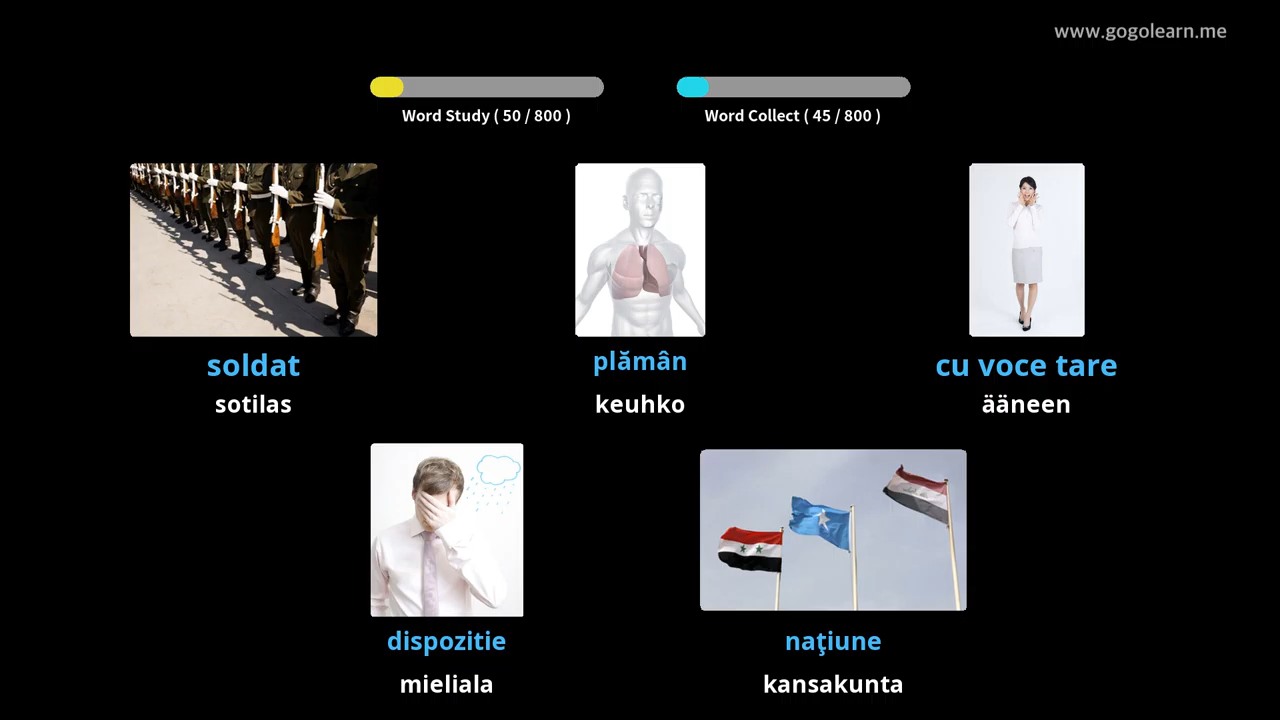 www.gogolearn.me
Word Study ( 50 / 800 )
Word Collect ( 45 / 800 )
soldat
sotilas
plămân
keuhko
cu voce tare
ääneen
dispozitie
mieliala
naţiune
kansakunta